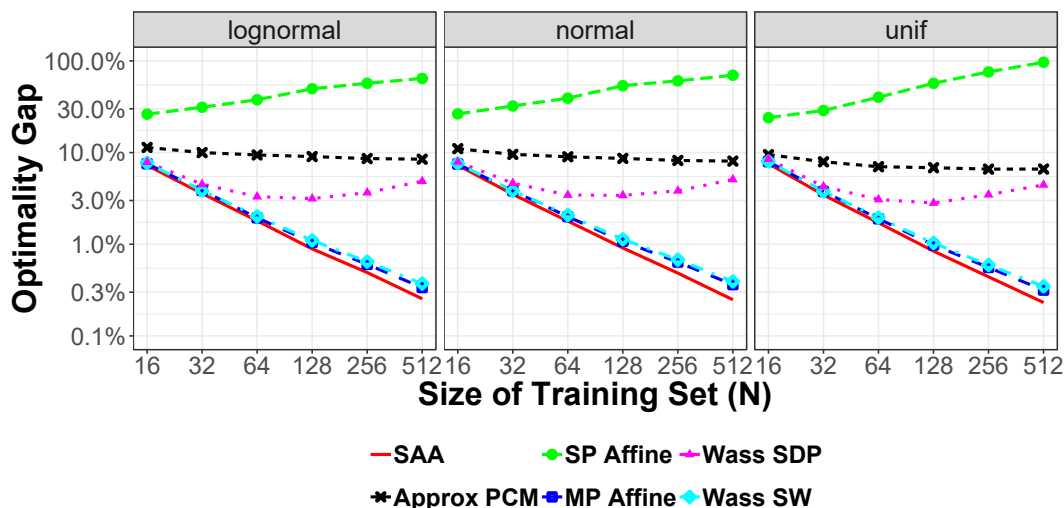 lognormal normal unif
Optimality Gap
100.0%
30.0%
10.0%
3.0%
1.0%
0.3%
0.1%
16 32 64 128 256 512 16 32 64 128 256 512 16 32 64 128 256 512
Size of Training Set (N)
SAA SP Affine Wass SDP
Approx PCM MP Affine Wass SW